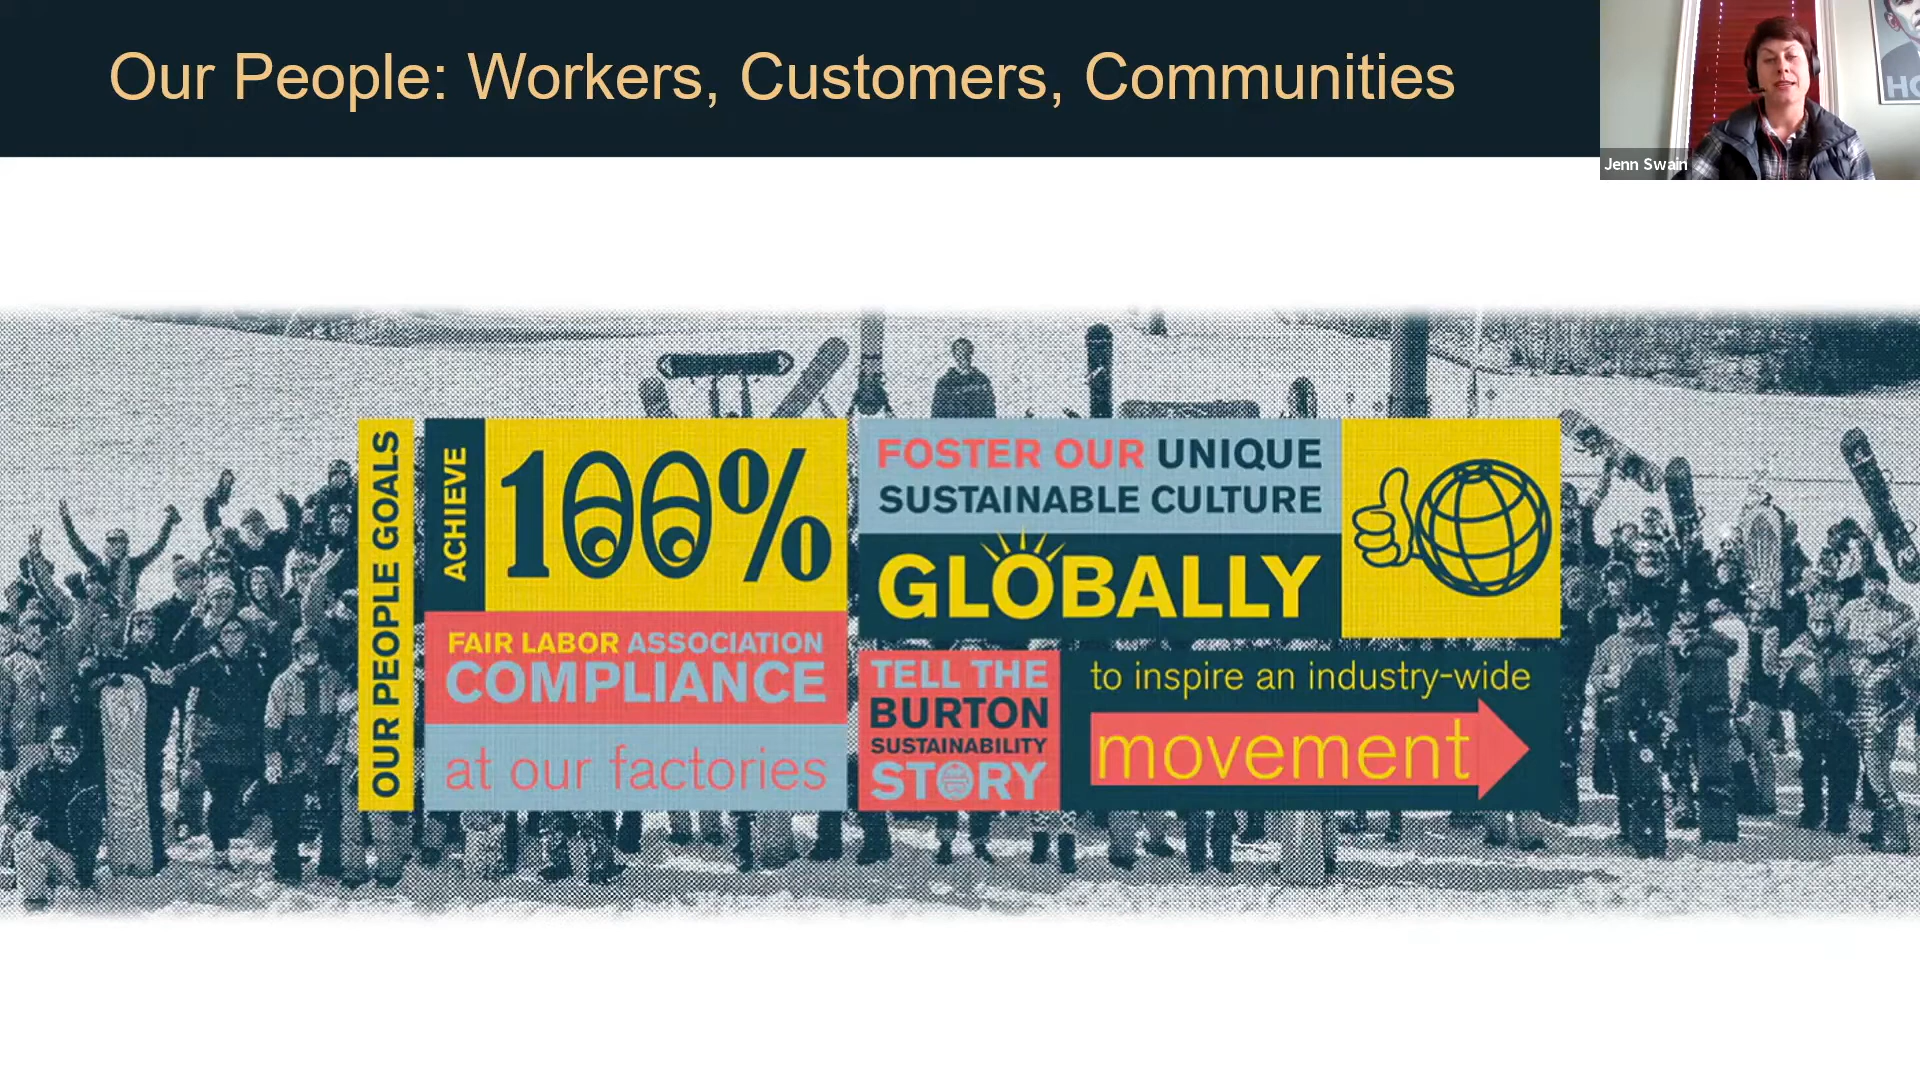 Our People: Workers, Customers, Communities
Jenn Swain
OUR PEOPLE GOALS
ACHIEVE
100%
FAIR LABOR ASSOCIATION
COMPLIANCE
at our factories
FOSTER OUR UNIQUE
SUSTAINABLE CULTURE
GLOBALLY
TELL THE
BURTON
SUSTAINABILITY
STORY
to inspire an industry-wide
movement